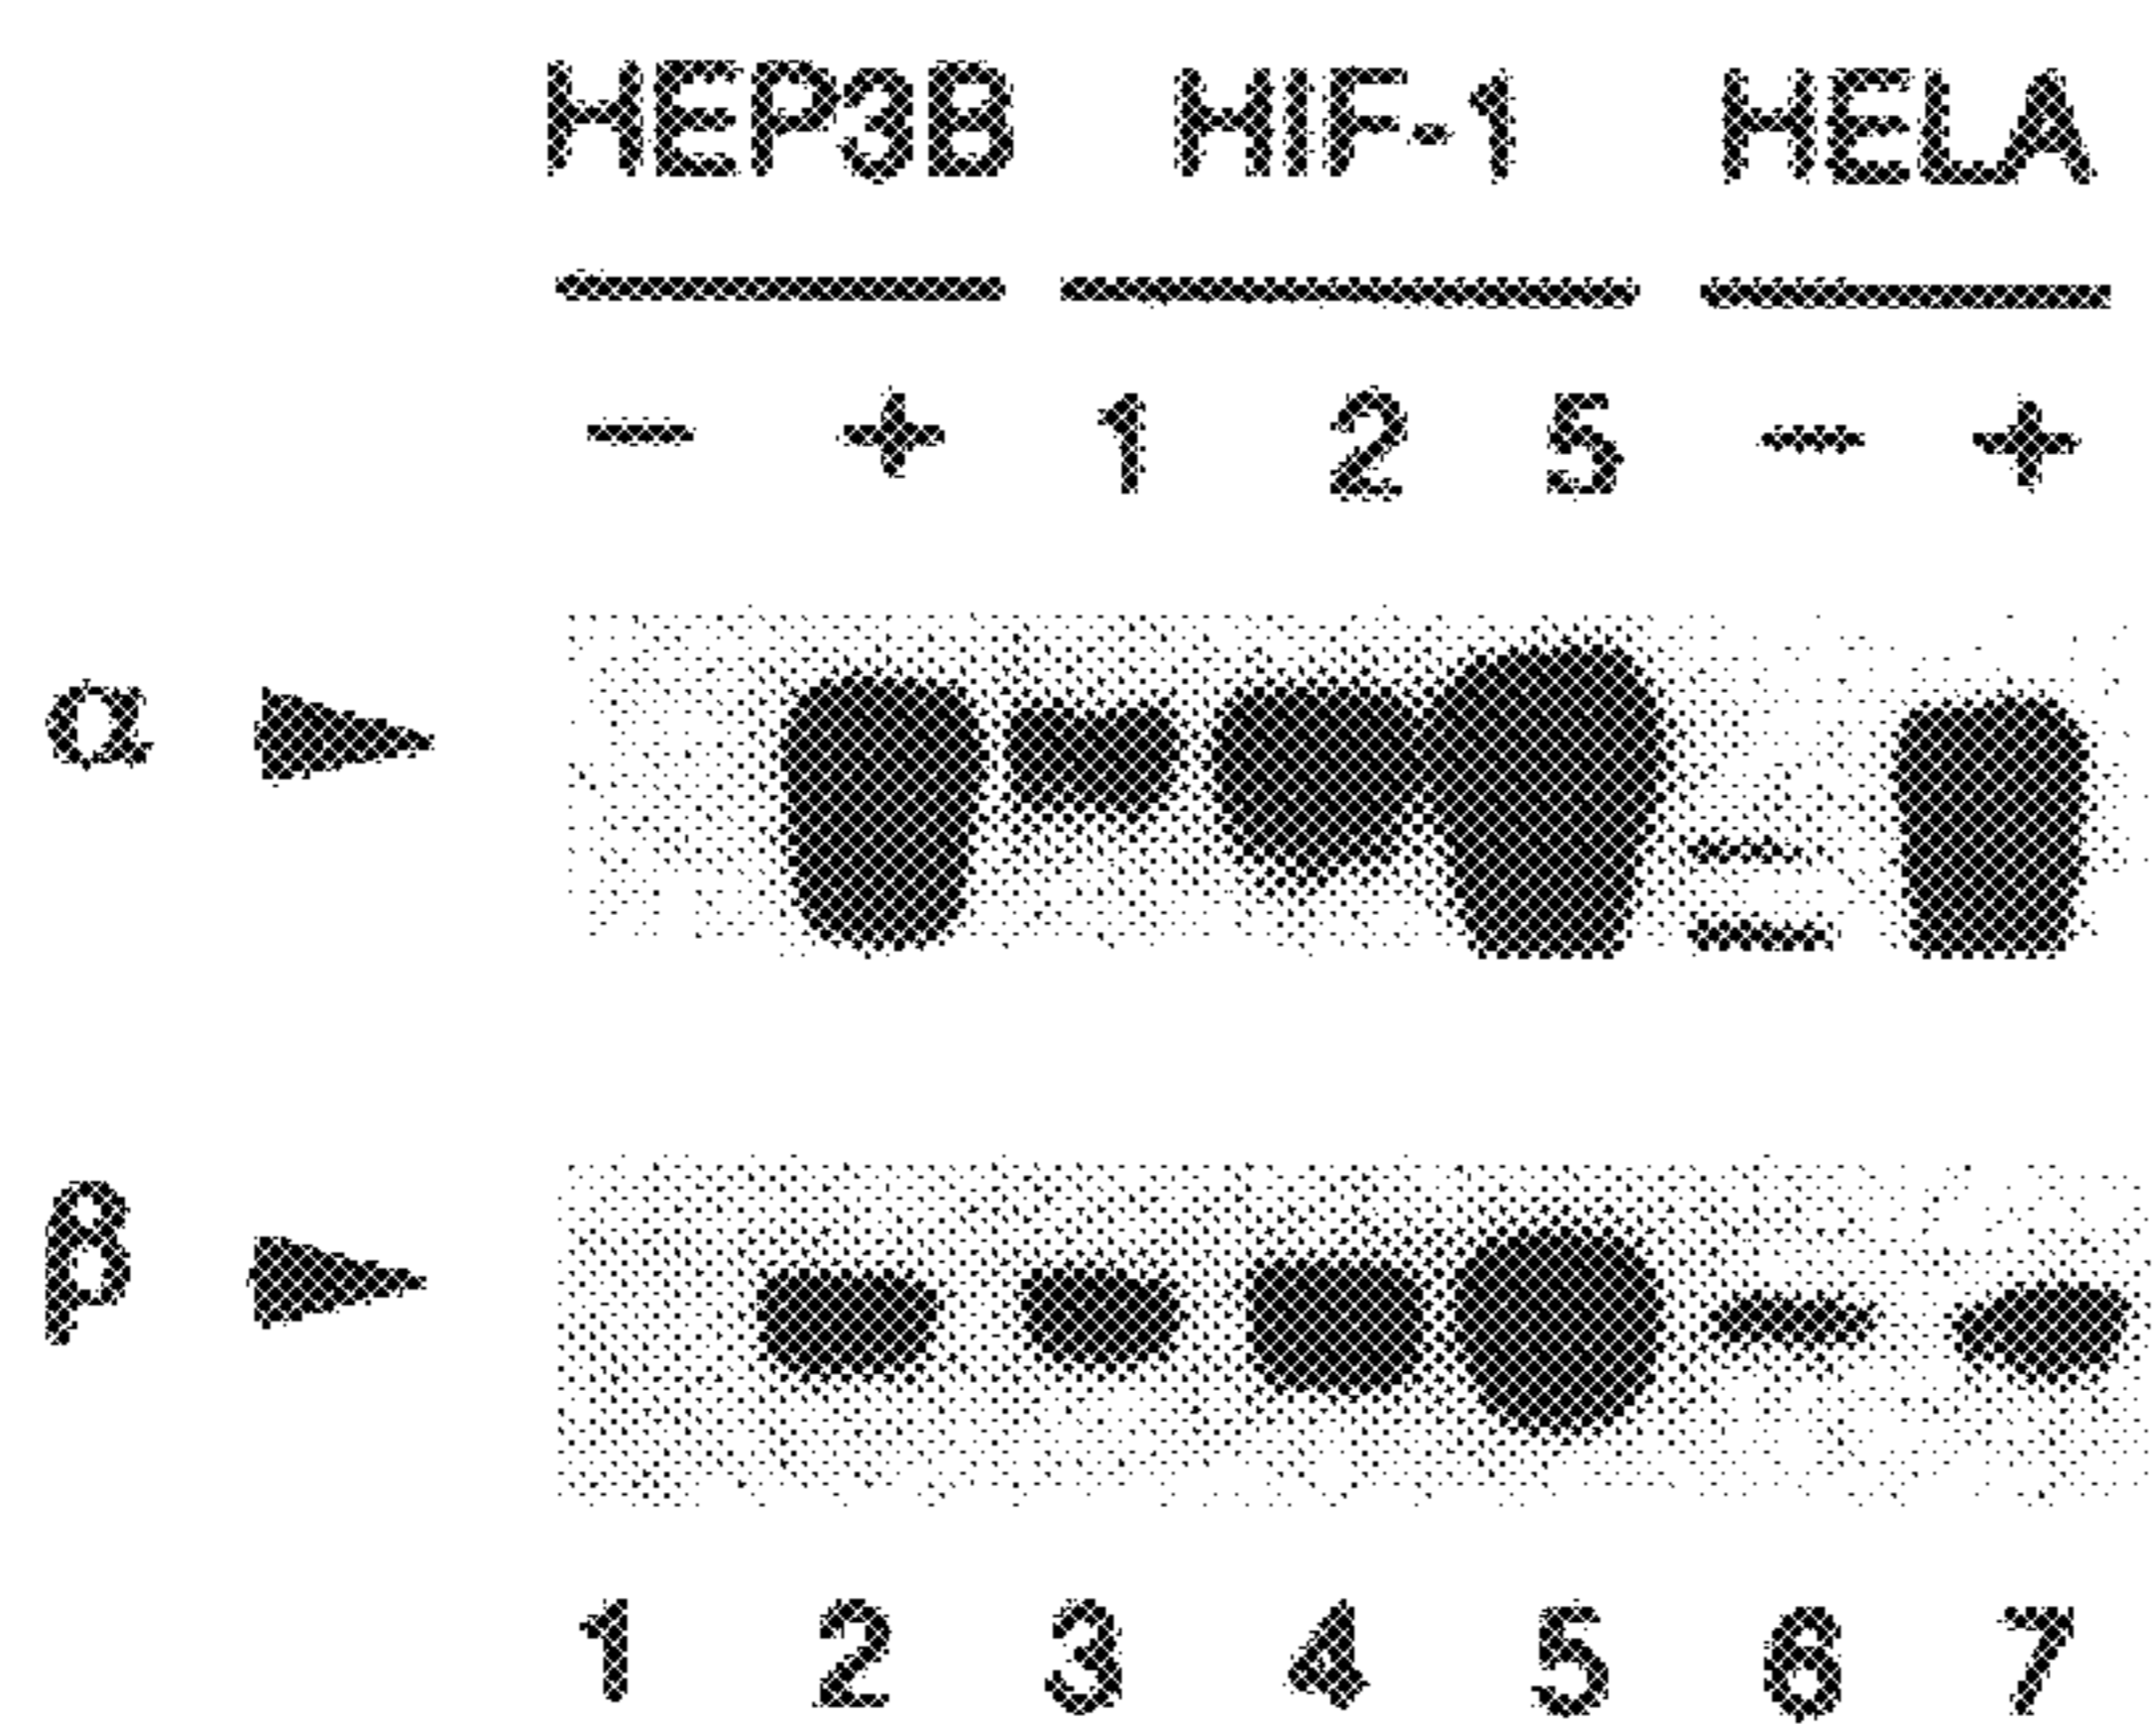 HEP3B HIF-1 HELA
- + 1 2 5 - +
α
β
1 2 3 4 5 6 7